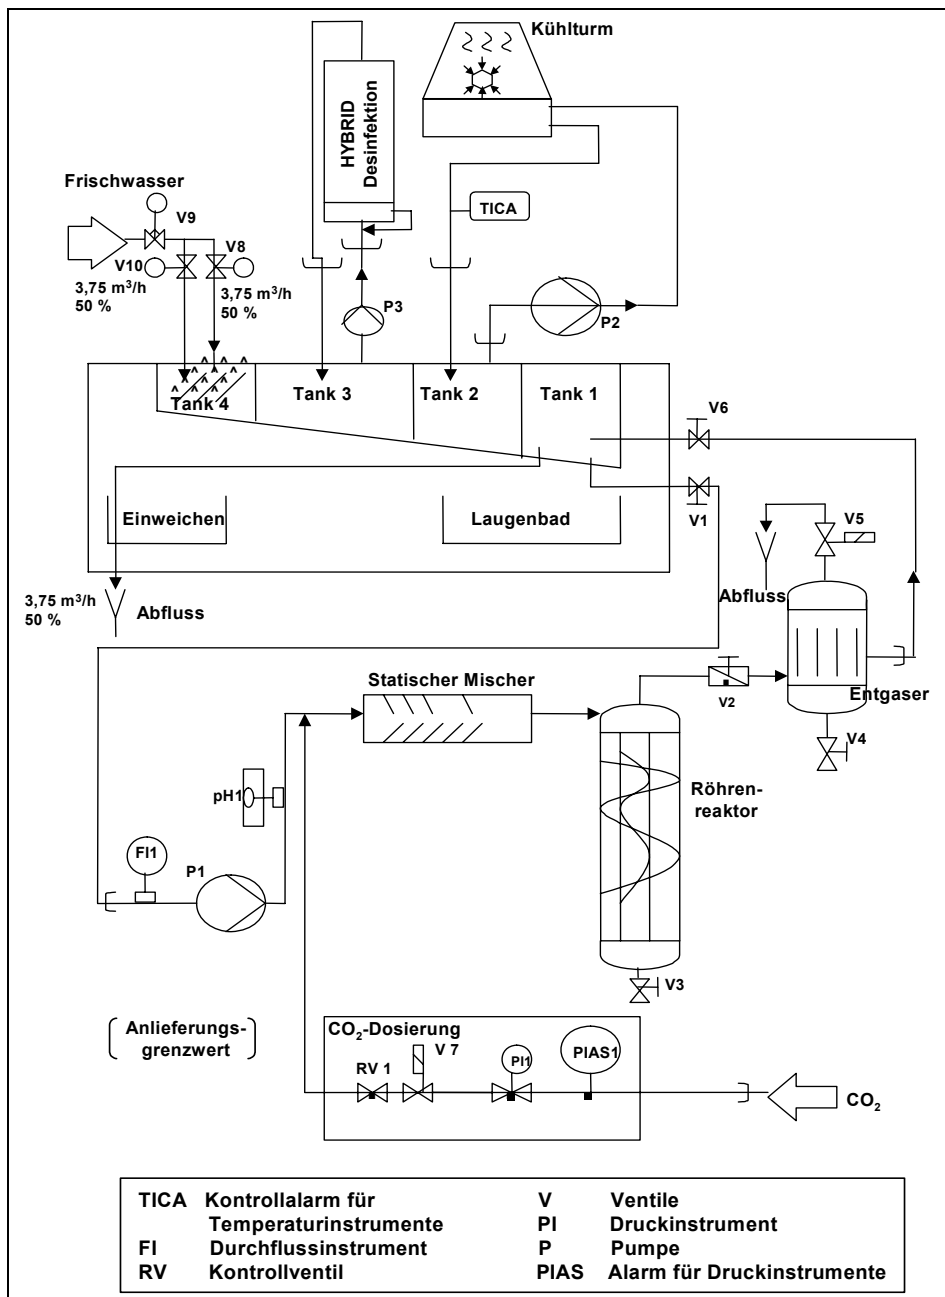 Kühlturm
HYBRID
Desinfektion
Frischwasser
TICA
V9
V8
V10
3,75 m³/h
50 %
3,75 m³/h
50 %
P3
P2
Tank 4
Tank 3
Tank 2
Tank 1
V6
Einweichen
Laugenbad
V1
V5
3,75 m³/h
50 %
Abfluss
Abfluss
Statischer Mischer
V2
Entgaser
V4
pH1
Röhren-
reaktor
FI1
P1
V3
Anlieferungs-
grenzwert
CO₂-Dosierung
V 7
RV 1
PI1
PIAS1
CO₂
TICA Kontrollalarm für
Temperaturinstrumente
FI Durchflussinstrument
RV Kontrollventil
V Ventile
PI Druckinstrument
P Pumpe
PIAS Alarm für Druckinstrumente